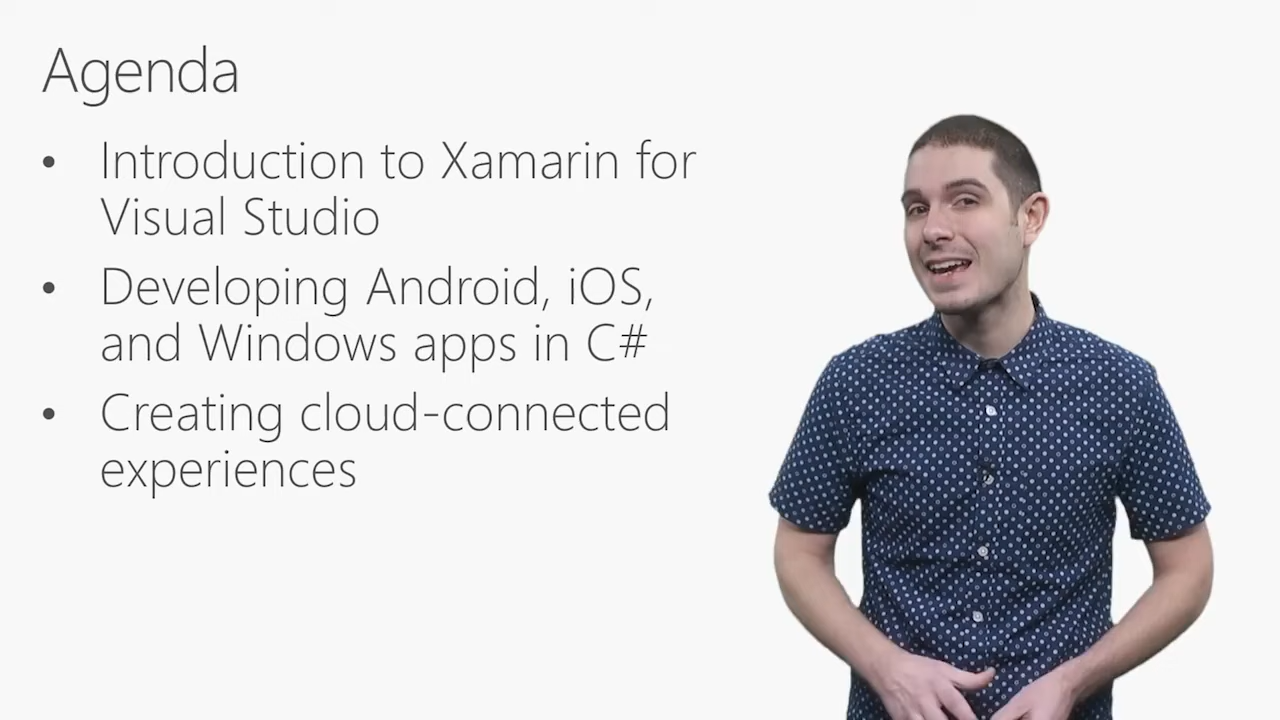 Agenda
• Introduction to Xamarin for
Visual Studio
• Developing Android, iOS,
and Windows apps in C#
• Creating cloud-connected
experiences